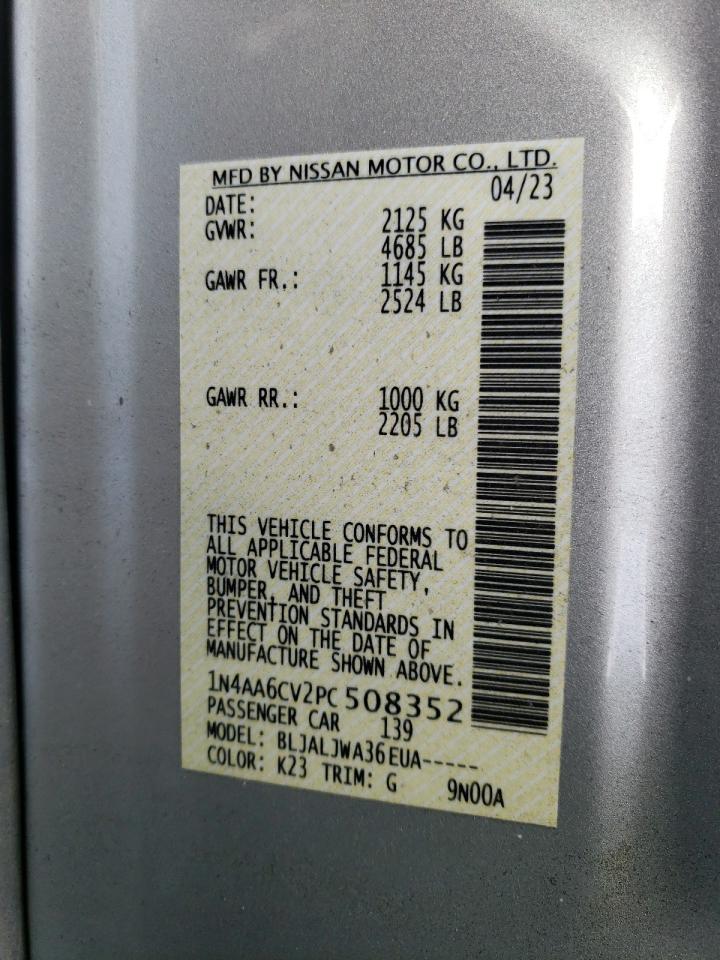 MFD BY NISSAN MOTOR CO., LTD.
DATE: 04/23
GVWR: 2125 KG
4685 LB
GAWR FR.: 1145 KG
2524 LB
GAWR RR.: 1000 KG
2205 LB
THIS VEHICLE CONFORMS TO
ALL APPLICABLE FEDERAL
MOTOR VEHICLE SAFETY,
BUMPER, AND THEFT
PREVENTION STANDARDS IN
EFFECT ON THE DATE OF
MANUFACTURE SHOWN ABOVE.
1N4AA6CV2PC508352
PASSENGER CAR 139
MODEL: BLJALJWA36EUA-----
COLOR: K23 TRIM: G 9N00A